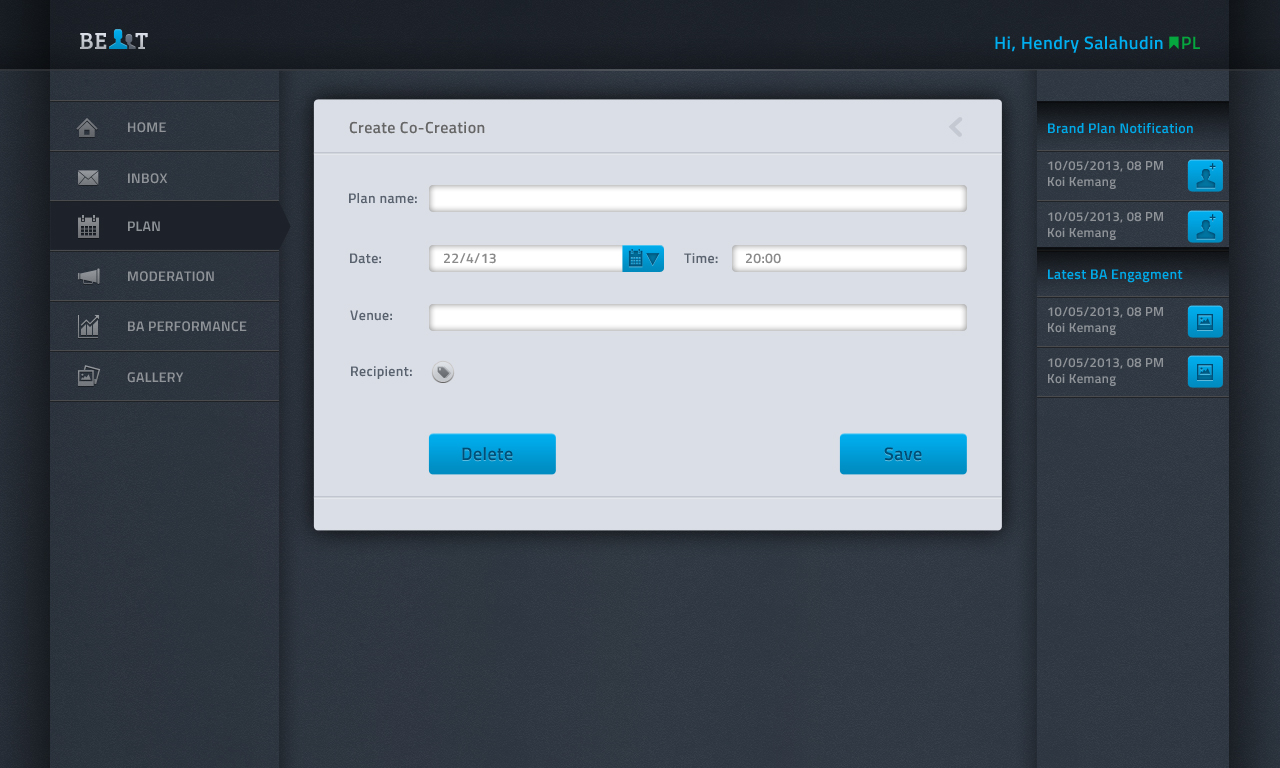 BE T
Hi, Hendry Salahudin PL
HOME
INBOX
PLAN
MODERATION
BA PERFORMANCE
GALLERY
Create Co-Creation
Plan name:
Date: 22/4/13 Time: 20:00
Venue:
Recipient:
Delete Save
Brand Plan Notification
10/05/2013, 08 PM
Koi Kemang
10/05/2013, 08 PM
Koi Kemang
Latest BA Engagment
10/05/2013, 08 PM
Koi Kemang
10/05/2013, 08 PM
Koi Kemang